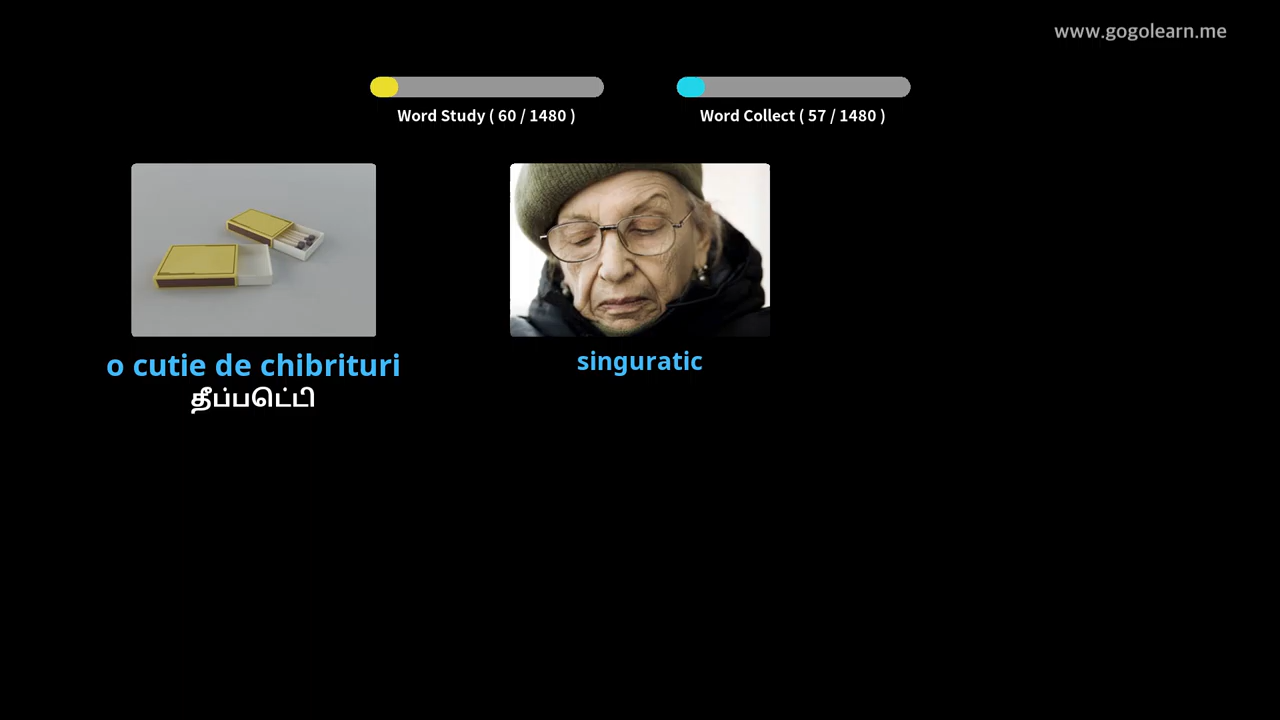 www.gogolearn.me
Word Study ( 60 / 1480 )
Word Collect ( 57 / 1480 )
o cutie de chibrituri
தீப்பெட்டி
singuratic